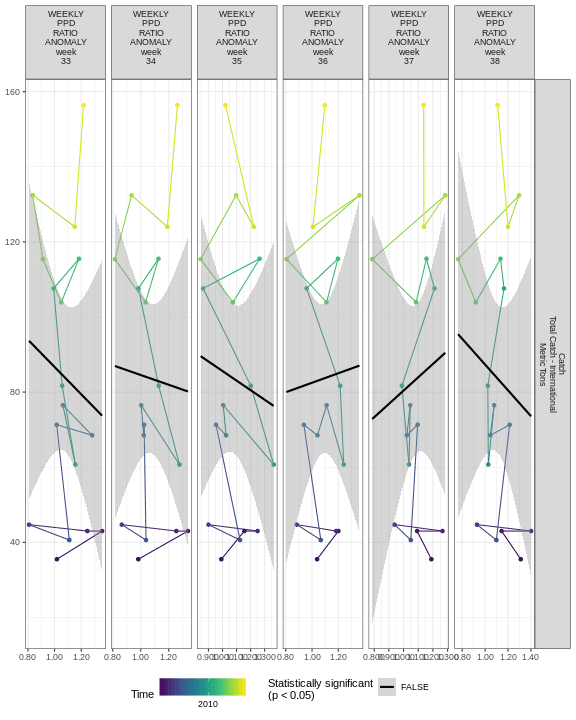 WEEKLY
PPD
RATIO
ANOMALY
week
33
WEEKLY
PPD
RATIO
ANOMALY
week
34
WEEKLY
PPD
RATIO
ANOMALY
week
35
WEEKLY
PPD
RATIO
ANOMALY
week
36
WEEKLY
PPD
RATIO
ANOMALY
week
37
WEEKLY
PPD
RATIO
ANOMALY
week
38
160
120
80
40
Catch
Total Catch - International
Metric Tons
0.80 1.00 1.20
0.80 1.00 1.20
0.80 1.00 1.20
0.80 1.00 1.20 1.40
Time
2010
Statistically significant
(p < 0.05)
FALSE